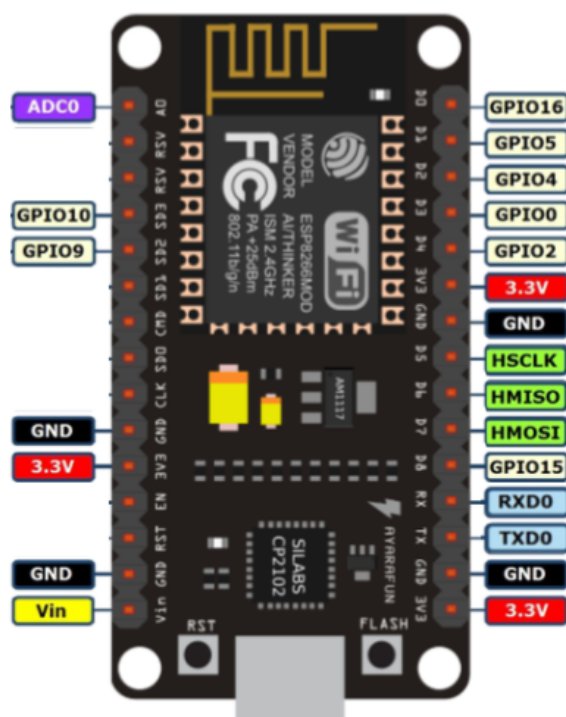 ADC0
GPIO10
GPIO9
GND
3.3V
GND
Vin
A0
RSV
RSV
SD3
SD2
SD1
CMD
SD0
CLK
GND
3V3
EN
RST
GND
Vin
MODEL ESP8266MOD
VENDOR AI/THINKER
ISM 2.4GHz
PA +25dBm
802.11b/g/n
FC
Wi Fi
AM1117
SILABS
CP2102
AYARAFUN
RST
FLASH
D0
D1
D2
D3
D4
3V3
GND
D5
D6
D7
D8
RX
TX
GND
3V3
GPIO16
GPIO5
GPIO4
GPIO0
GPIO2
3.3V
GND
HSCLK
HMISO
HMOSI
GPIO15
RXD0
TXD0
GND
3.3V